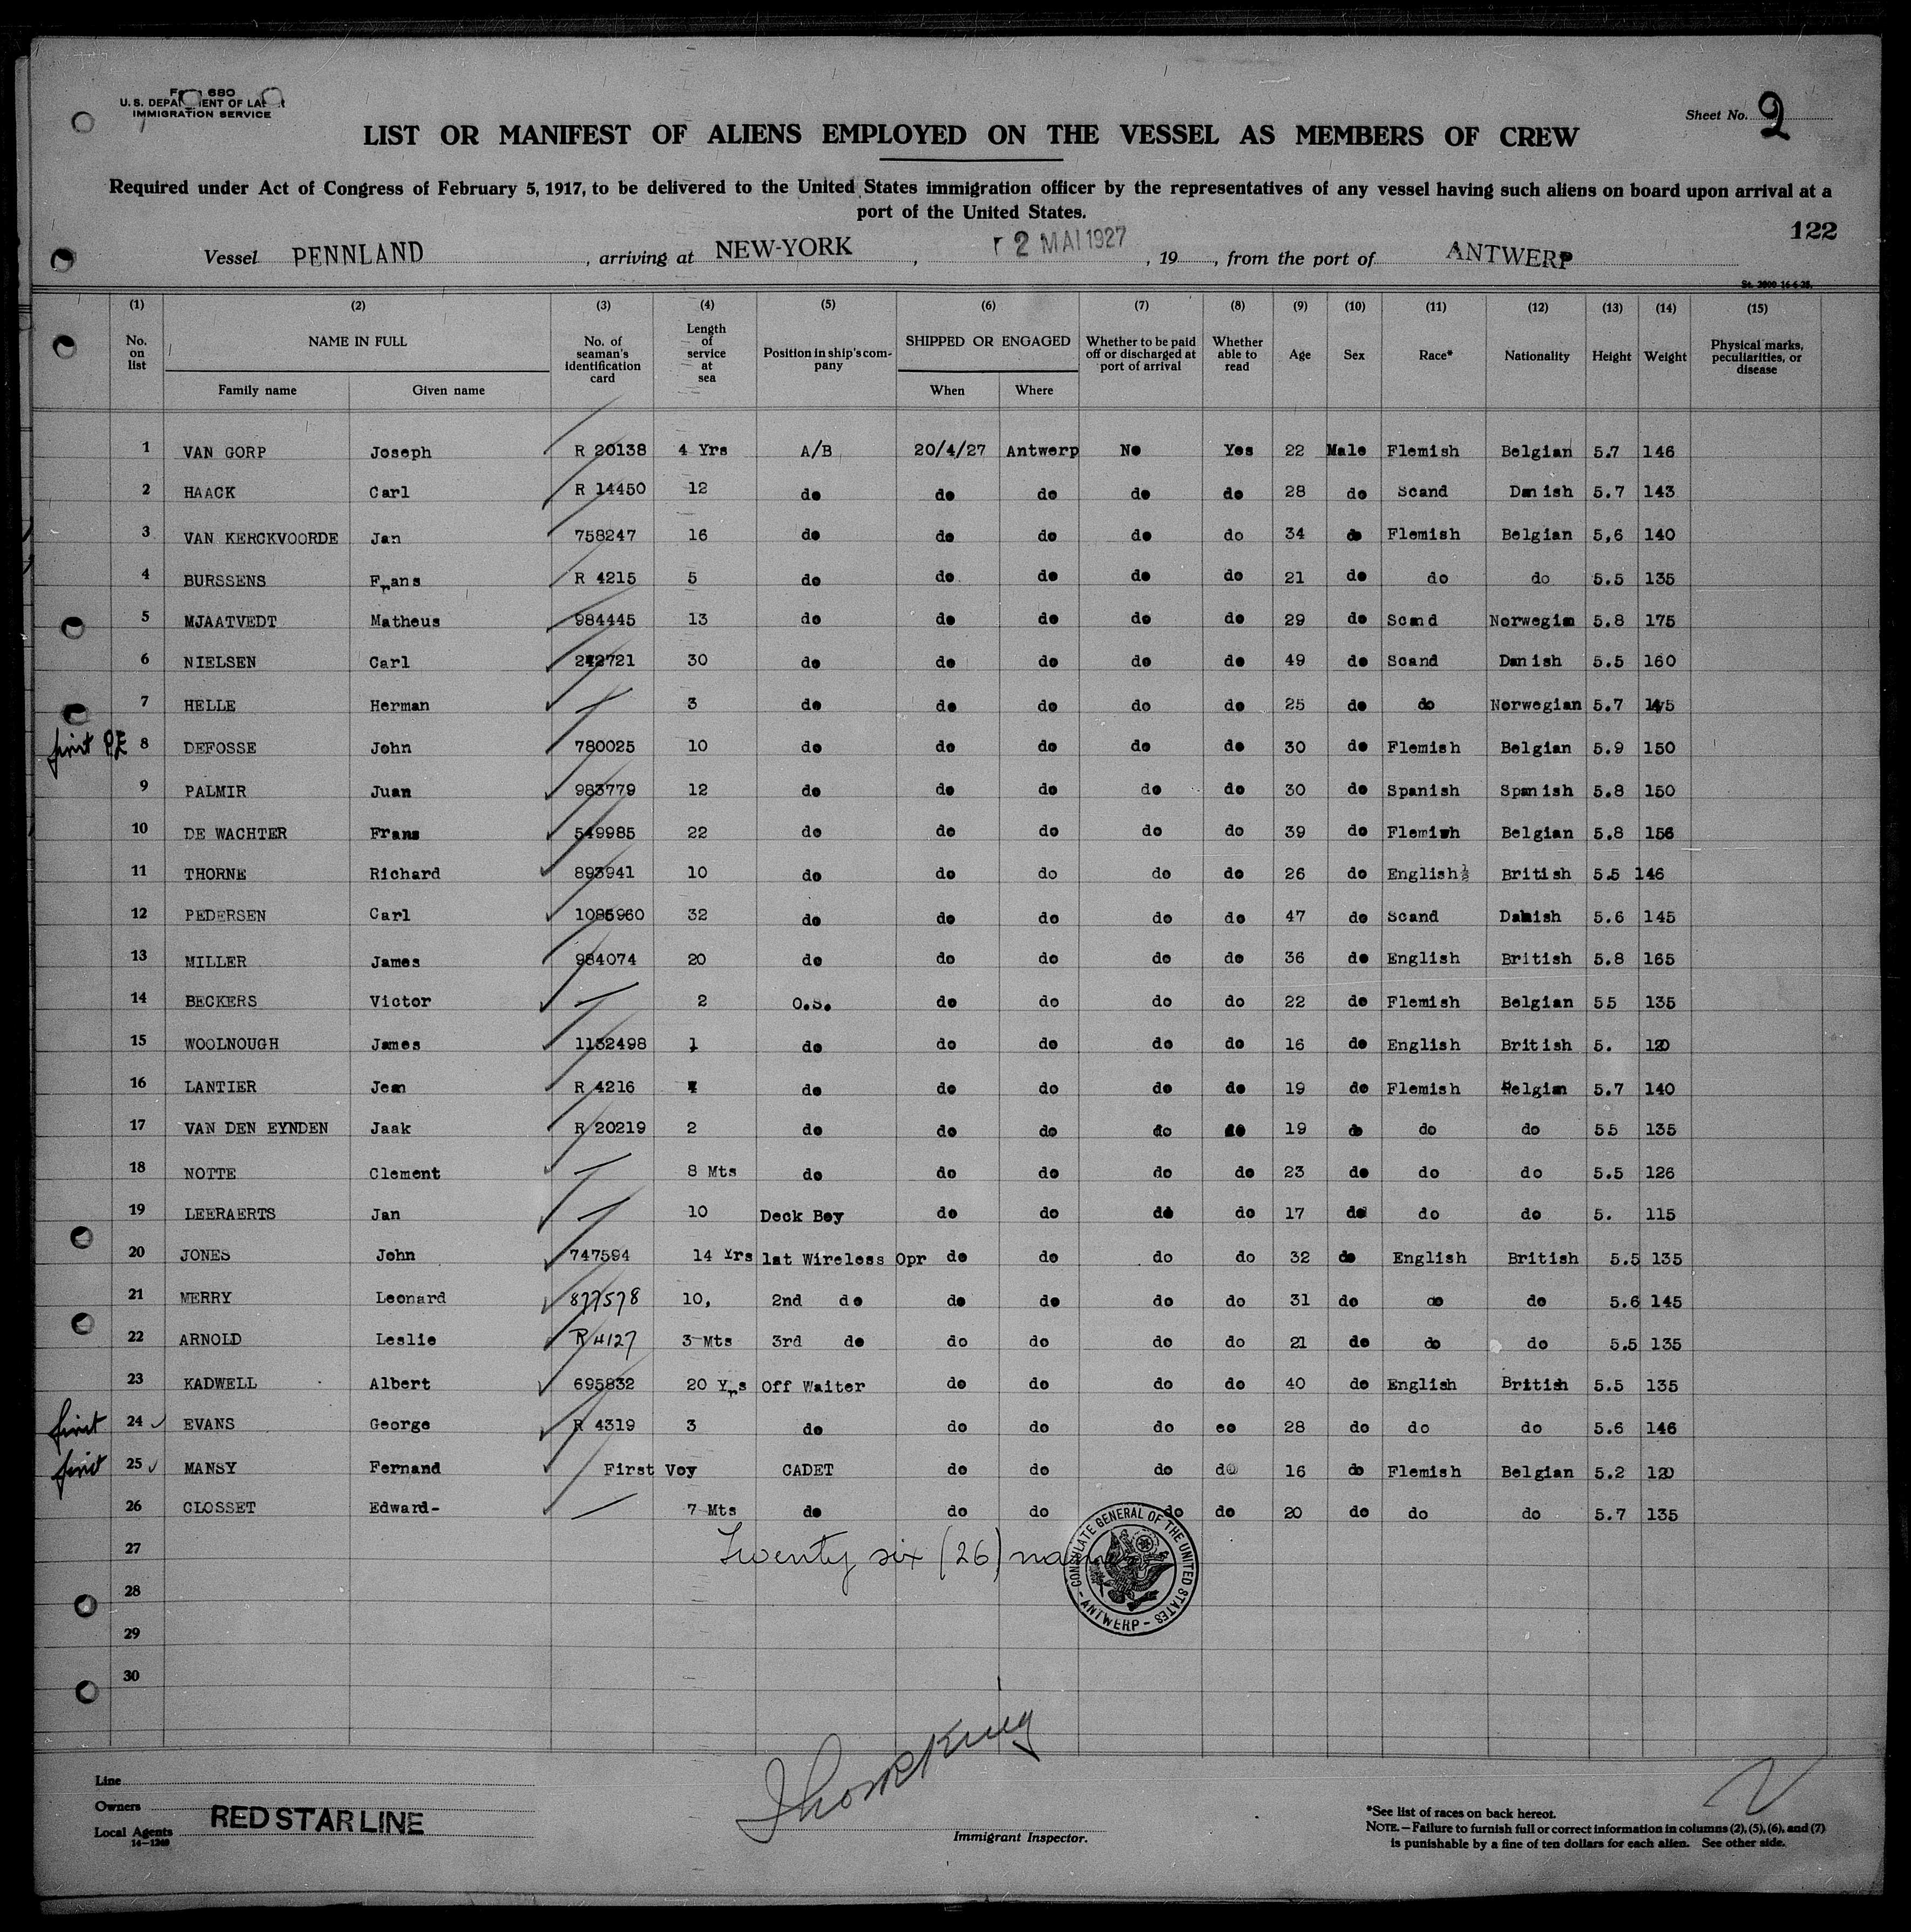 Form 680
U. S. DEPARTMENT OF LABOR
IMMIGRATION SERVICE
Sheet No. 2
LIST OR MANIFEST OF ALIENS EMPLOYED ON THE VESSEL AS MEMBERS OF CREW
Required under Act of Congress of February 5, 1917, to be delivered to the United States immigration officer by the representatives of any vessel having such aliens on board upon arrival at a
port of the United States.
122
Vessel PENNLAND, arriving at NEW-YORK, 2 MAI 1927, 19, from the port of ANTWERP
St. 3000 16-6-25.
(1) (2) (3) (4) (5) (6) (7) (8) (9) (10) (11) (12) (13) (14) (15)
No. on list NAME IN FULL No. of seaman's identification card Length of service at sea Position in ship's company SHIPPED OR ENGAGED Whether to be paid off or discharged at port of arrival Whether able to read Age Sex Race* Nationality Height Weight Physical marks, peculiarities, or disease
Family name Given name When Where
1 VAN GORP Joseph R 20138 4 Yrs A/B 20/4/27 Antwerp No Yes 22 Male Flemish Belgian 5.7 146
2 HAACK Carl R 14450 12 do do do do do 28 do Scand Danish 5.7 143
3 VAN KERCKVOORDE Jan 758247 16 do do do do do 34 do Flemish Belgian 5,6 140
4 BURSSENS Frans R 4215 5 do do do do do 21 do do do 5.5 135
5 MJAATVEDT Matheus 984445 13 do do do do do 29 do Scand Norwegian 5.8 175
6 NIELSEN Carl 242721 30 do do do do do 49 do Scand Danish 5.5 160
7 HELLE Herman — 3 do do do do do 25 do do Norwegian 5.7
8 DEFOSSE John 780025 10 do do do do do 30 do Flemish Belgian 5.9 150
9 PALMIR Juan 983779 12 do do do do do 30 do Spanish Spanish 5.8 150
10 DE WACHTER Frans 549985 22 do do do do do 39 do Flemish Belgian 5.8 156
11 THORNE Richard 893941 10 do do do do do 26 do English½ British 5.5 146
12 PEDERSEN Carl 1085960 32 do do do do do 47 do Scand Danish 5.6 145
13 MILLER James 984074 20 do do do do do 36 do English British 5.8 165
14 BECKERS Victor — 2 O.S. do do do do 22 do Flemish Belgian 55 135
15 WOOLNOUGH James 1132498 1 do do do do do 16 do English British 5. 120
16 LANTIER Jean R 4216 do do do do do 19 do Flemish Belgian 5.7 140
17 VAN DEN EYNDEN Jaak R 20219 2 do do do do do 19 do do do 55 135
18 NOTTE Clement — 8 Mts do do do do do 23 do do do 5.5 126
19 LEERAERTS Jan — 10 Deck Boy do do do do 17 do do do 5. 115
20 JONES John 747594 14 Yrs 1at Wireless Opr do do do do 32 do English British 5.5 135
21 MERRY Leonard 877578 10, 2nd do do do do do 31 do do do 5.6 145
22 ARNOLD Leslie R 4127 3 Mts 3rd do do do do do 21 do do do 5.5 135
23 KADWELL Albert 695832 20 Yrs Off Waiter do do do do 40 do English British 5.5 135
24 EVANS George R 4319 3 do do do do eo 28 do do do 5.6 146
25 MANSY Fernand First Voy CADET do do do do 16 do Flemish Belgian 5.2 120
26 CLOSSET Edward- — 7 Mts do do do do do 20 do do do 5.7 135
27 Twenty six (26) names
28
29
30
CONSULATE GENERAL OF THE UNITED STATES - ANTWERP -
Line
Owners
Local Agents
RED STAR LINE
14—1240
Immigrant Inspector.
*See list of races on back hereof.
NOTE.—Failure to furnish full or correct information in columns (2), (5), (6), and (7)
is punishable by a fine of ten dollars for each alien. See other side.